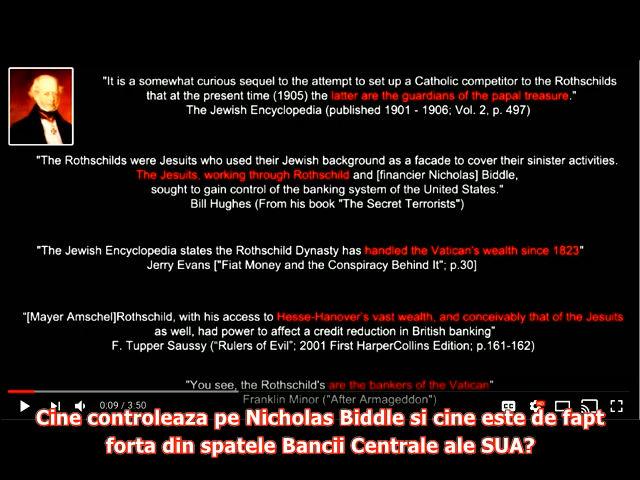 "It is a somewhat curious sequel to the attempt to set up a Catholic competitor to the Rothschilds
that at the present time (1905) the latter are the guardians of the papal treasure."
The Jewish Encyclopedia (published 1901 - 1906; Vol. 2, p. 497)
"The Rothschilds were Jesuits who used their Jewish background as a facade to cover their sinister activities.
The Jesuits, working through Rothschild and [financier Nicholas] Biddle,
sought to gain control of the banking system of the United States."
Bill Hughes (From his book "The Secret Terrorists")
"The Jewish Encyclopedia states the Rothschild Dynasty has handled the Vatican's wealth since 1823"
Jerry Evans ["Fiat Money and the Conspiracy Behind It"; p.30]
"[Mayer Amschel]Rothschild, with his access to Hesse-Hanover's vast wealth, and conceivably that of the Jesuits
as well, had power to affect a credit reduction in British banking"
F. Tupper Saussy ("Rulers of Evil"; 2001 First HarperCollins Edition; p.161-162)
"You see, the Rothschild's are the bankers of the Vatican"
Franklin Minor ("After Armageddon")
0:09 / 3:50
Cine controleaza pe Nicholas Biddle si cine este de fapt
forta din spatele Bancii Centrale ale SUA?